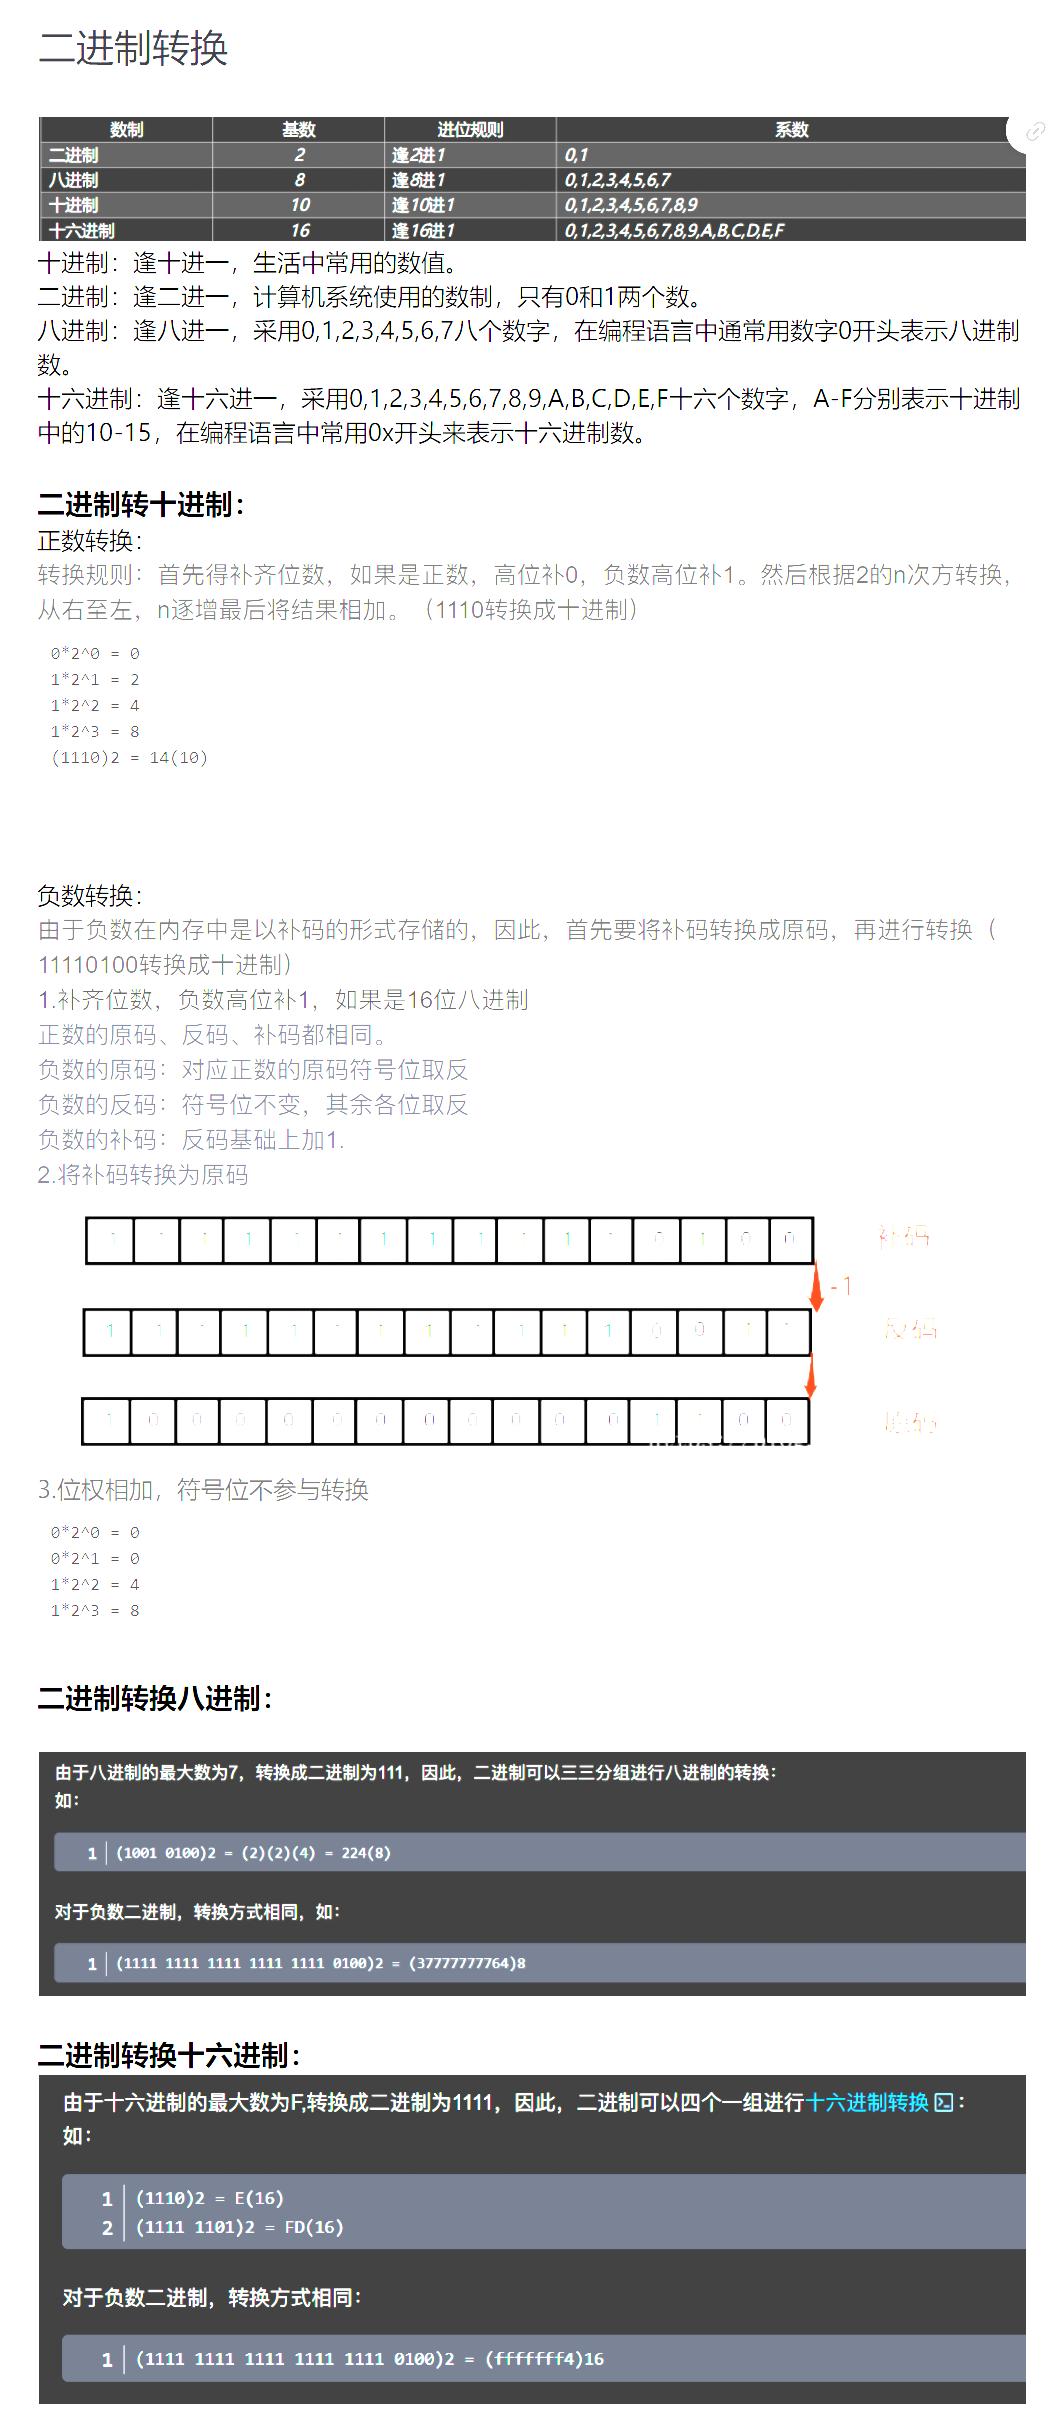 二进制转换
数制 基数 进位规则 系数
二进制 2 逢2进1 0,1
八进制 8 逢8进1 0,1,2,3,4,5,6,7
十进制 10 逢10进1 0,1,2,3,4,5,6,7,8,9
十六进制 16 逢16进1 0,1,2,3,4,5,6,7,8,9,A,B,C,D,E,F
十进制：逢十进一，生活中常用的数值。
二进制：逢二进一，计算机系统使用的数制，只有0和1两个数。
八进制：逢八进一，采用0,1,2,3,4,5,6,7八个数字，在编程语言中通常用数字0开头表示八进制
数。
十六进制：逢十六进一，采用0,1,2,3,4,5,6,7,8,9,A,B,C,D,E,F十六个数字，A-F分别表示十进制
中的10-15，在编程语言中常用0x开头来表示十六进制数。
二进制转十进制：
正数转换：
转换规则：首先得补齐位数，如果是正数，高位补0，负数高位补1。然后根据2的n次方转换，
从右至左，n逐增最后将结果相加。（1110转换成十进制）
0*2^0 = 0
1*2^1 = 2
1*2^2 = 4
1*2^3 = 8
(1110)2 = 14(10)
负数转换：
由于负数在内存中是以补码的形式存储的，因此，首先要将补码转换成原码，再进行转换（
11110100转换成十进制）
1.补齐位数，负数高位补1，如果是16位八进制
正数的原码、反码、补码都相同。
负数的原码：对应正数的原码符号位取反
负数的反码：符号位不变，其余各位取反
负数的补码：反码基础上加1.
2.将补码转换为原码
1 1 1 1 1 1 1 1 1 1 1 1 0 1 0 0 补码
-1
1 1 1 1 1 1 1 1 1 1 1 1 0 0 1 1 反码
1 0 0 0 0 0 0 0 0 0 0 0 1 1 0 0 原码
3.位权相加，符号位不参与转换
0*2^0 = 0
0*2^1 = 0
1*2^2 = 4
1*2^3 = 8
二进制转换八进制：
由于八进制的最大数为7，转换成二进制为111，因此，二进制可以三三分组进行八进制的转换：
如：
1 (1001 0100)2 = (2)(2)(4) = 224(8)
对于负数二进制，转换方式相同，如：
1 (1111 1111 1111 1111 1111 0100)2 = (37777777764)8
二进制转换十六进制：
由于十六进制的最大数为F,转换成二进制为1111，因此，二进制可以四个一组进行十六进制转换：
如：
1 (1110)2 = E(16)
2 (1111 1101)2 = FD(16)
对于负数二进制，转换方式相同：
1 (1111 1111 1111 1111 1111 0100)2 = (fffffff4)16